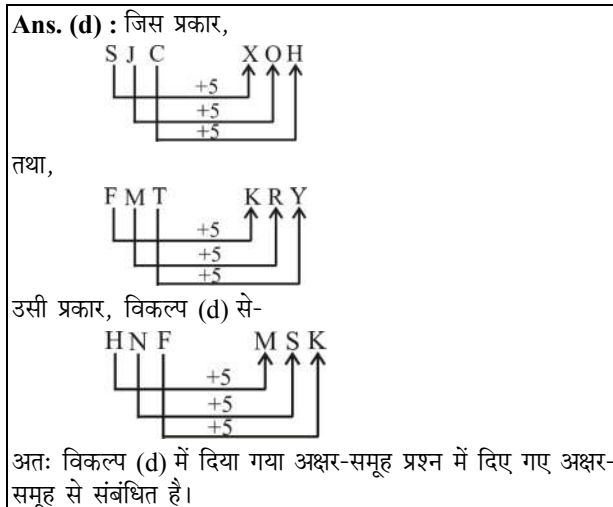 Ans. (d) : जिस प्रकार,
S J C X O H
+5
+5
+5
तथा,
F M T K R Y
+5
+5
+5
उसी प्रकार, विकल्प (d) से-
H N F M S K
+5
+5
+5
अतः विकल्प (d) में दिया गया अक्षर-समूह प्रश्न में दिए गए अक्षर-
समूह से संबंधित है।